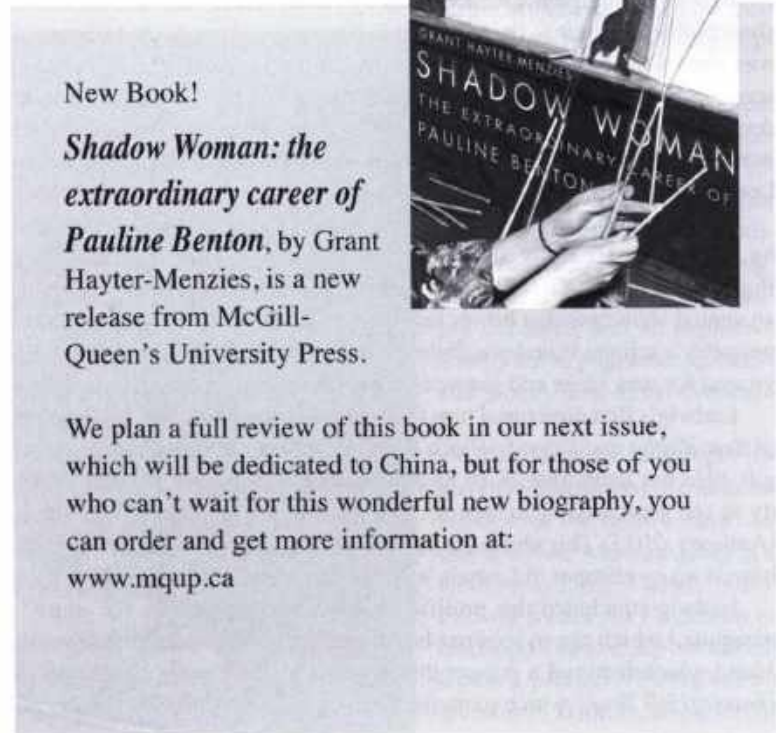 New Book!
Shadow Woman: the
extraordinary career of
Pauline Benton, by Grant
Hayter-Menzies, is a new
release from McGill-
Queen's University Press.
GRANT HAYTER-MENZIES
SHADOW WOMAN
THE EXTRAORDINARY CAREER OF
PAULINE BENTON
We plan a full review of this book in our next issue,
which will be dedicated to China, but for those of you
who can't wait for this wonderful new biography, you
can order and get more information at:
www.mqup.ca